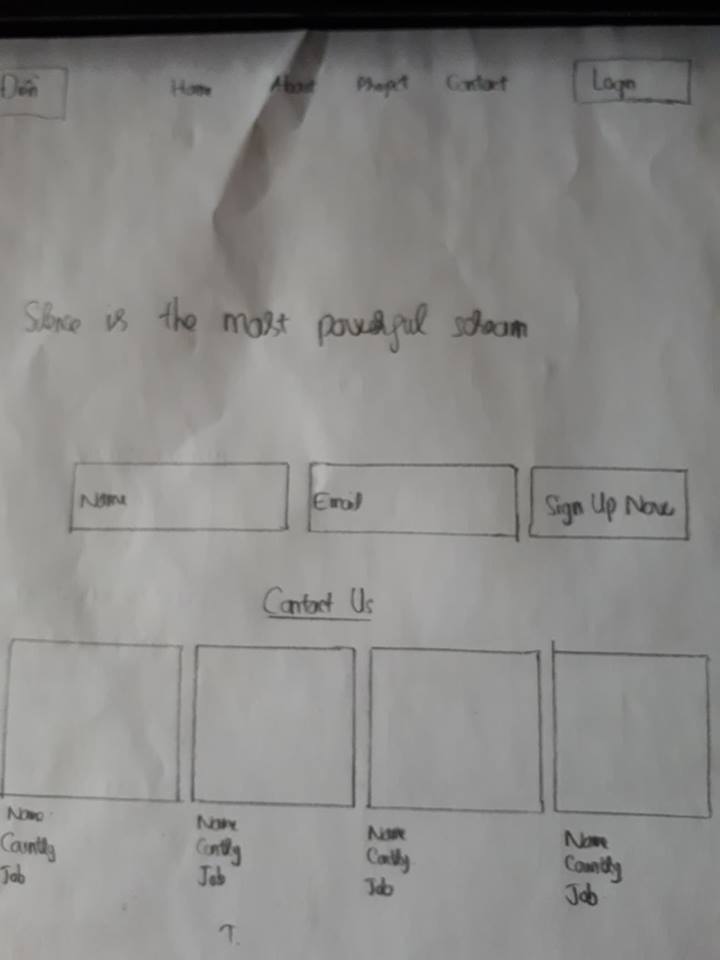 Home About Project Contact Login
Silence is the most powerful scream
Name Email Sign Up Now
Contact Us
Name Name Name Name
Country Country Country Country
Job Job Job Job
T.